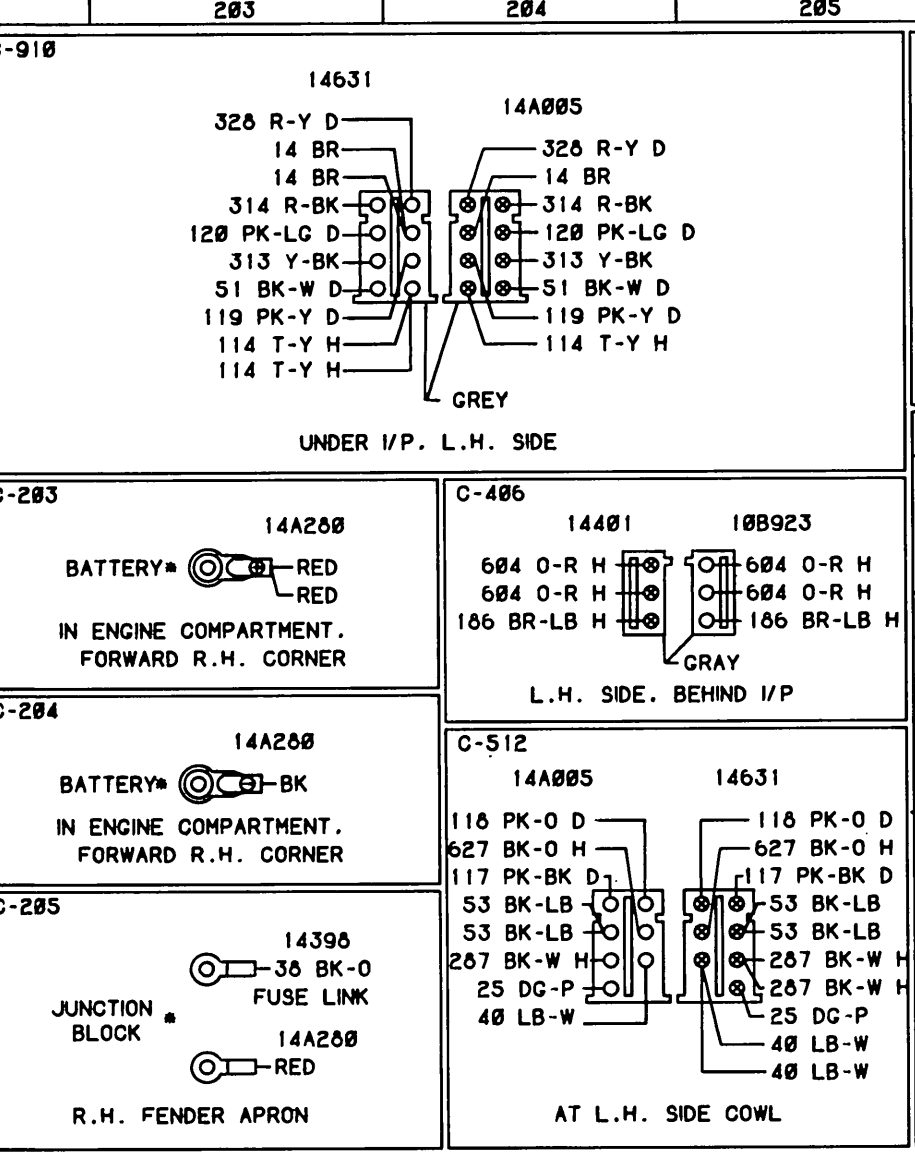 203 204 205
C-910
14631
14A005
328 R-Y D
14 BR
14 BR
314 R-BK
120 PK-LG D
313 Y-BK
51 BK-W D
119 PK-Y D
114 T-Y H
114 T-Y H
328 R-Y D
14 BR
314 R-BK
120 PK-LG D
313 Y-BK
51 BK-W D
119 PK-Y D
114 T-Y H
GREY
UNDER I/P. L.H. SIDE
C-203
14A280
BATTERY*
RED
RED
IN ENGINE COMPARTMENT.
FORWARD R.H. CORNER
C-406
14401
10B923
604 O-R H
604 O-R H
186 BR-LB H
604 O-R H
604 O-R H
186 BR-LB H
GRAY
L.H. SIDE. BEHIND I/P
C-204
14A280
BATTERY*
BK
IN ENGINE COMPARTMENT.
FORWARD R.H. CORNER
C-205
14398
38 BK-O
FUSE LINK
JUNCTION
BLOCK *
14A280
RED
R.H. FENDER APRON
C-512
14A005
14631
118 PK-O D
627 BK-O H
117 PK-BK D
53 BK-LB
53 BK-LB
287 BK-W H
25 DG-P
40 LB-W
118 PK-O D
627 BK-O H
117 PK-BK D
53 BK-LB
53 BK-LB
287 BK-W H
287 BK-W H
25 DG-P
40 LB-W
40 LB-W
AT L.H. SIDE COWL